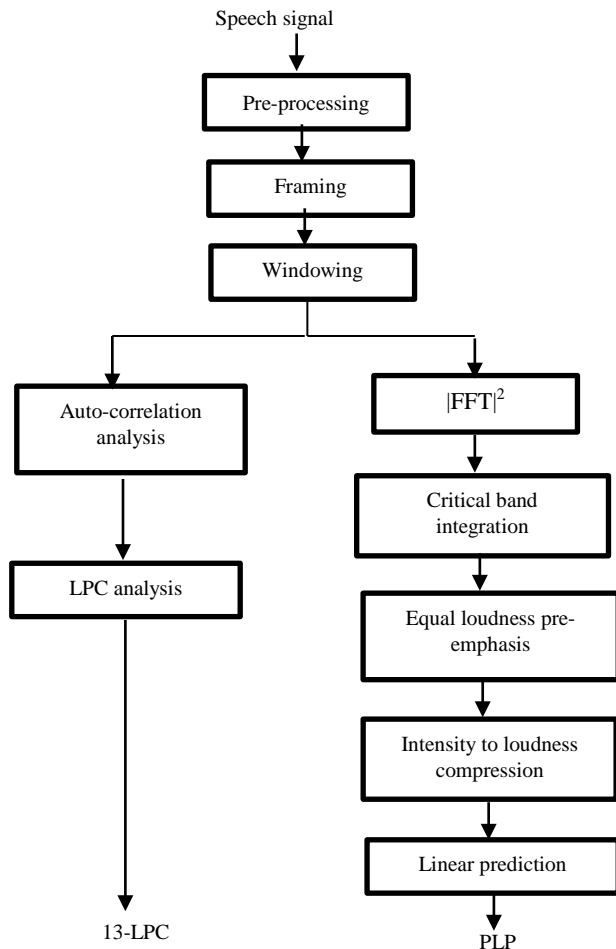 Speech signal
Pre-processing
Framing
Windowing
Auto-correlation
analysis
LPC analysis
13-LPC
|FFT|²
Critical band
integration
Equal loudness pre-
emphasis
Intensity to loudness
compression
Linear prediction
PLP